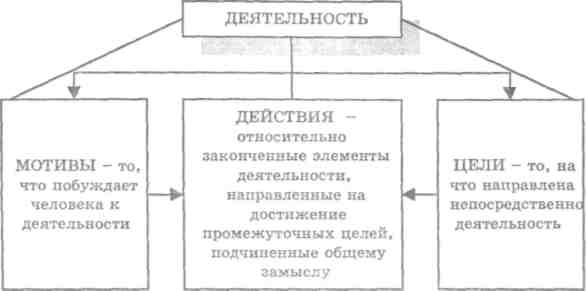 ДЕЯТЕЛЬНОСТЬ
МОТИВЫ – то,
что побуждает
человека к
деятельности
ДЕЙСТВИЯ –
относительно
законченные элементы
деятельности,
направленные на
достижение
промежуточных целей,
подчиненные общему
замыслу
ЦЕЛИ – то, на
что направлена
непосредственно
деятельность